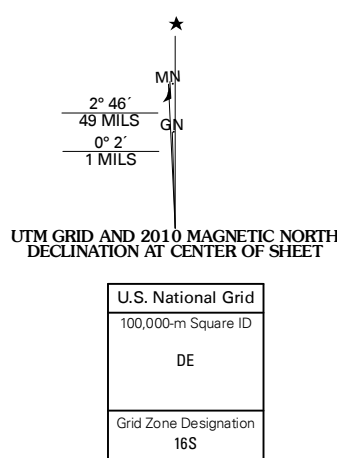 MN
2° 46´
49 MILS
GN
0° 2´
1 MILS
UTM GRID AND 2010 MAGNETIC NORTH
DECLINATION AT CENTER OF SHEET
U.S. National Grid
100,000-m Square ID
DE
Grid Zone Designation
16S